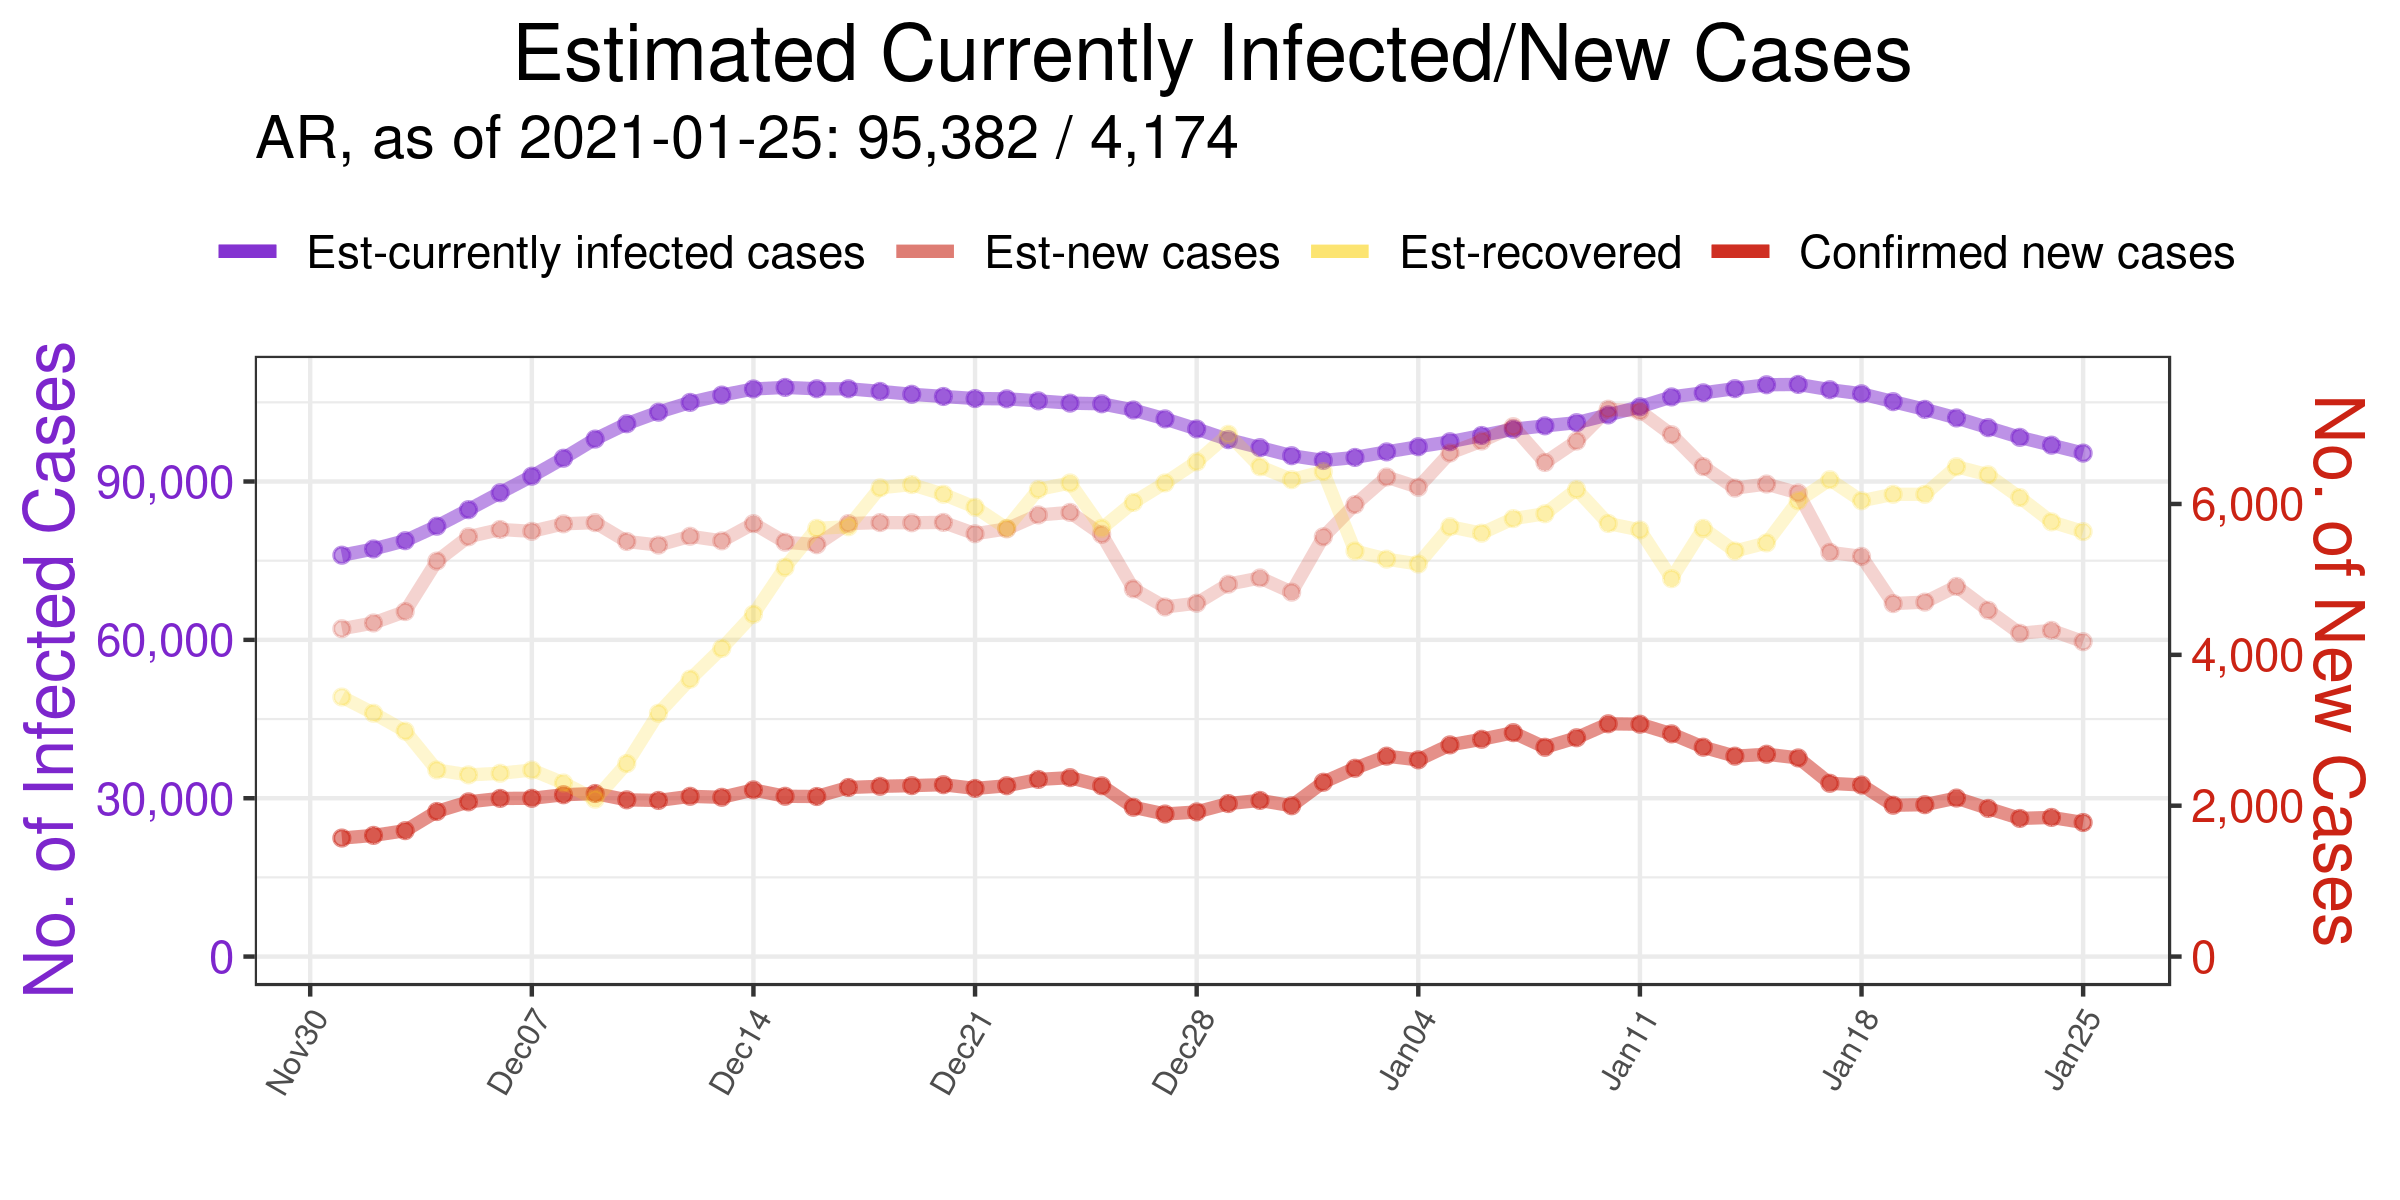 Estimated Currently Infected/New Cases
AR, as of 2021-01-25: 95,382 / 4,174
Est-currently infected cases Est-new cases Est-recovered Confirmed new cases
No. of Infected Cases
90,000
60,000
30,000
0
6,000
4,000
2,000
0
No. of New Cases
Nov30 Dec07 Dec14 Dec21 Dec28 Jan04 Jan11 Jan18 Jan25